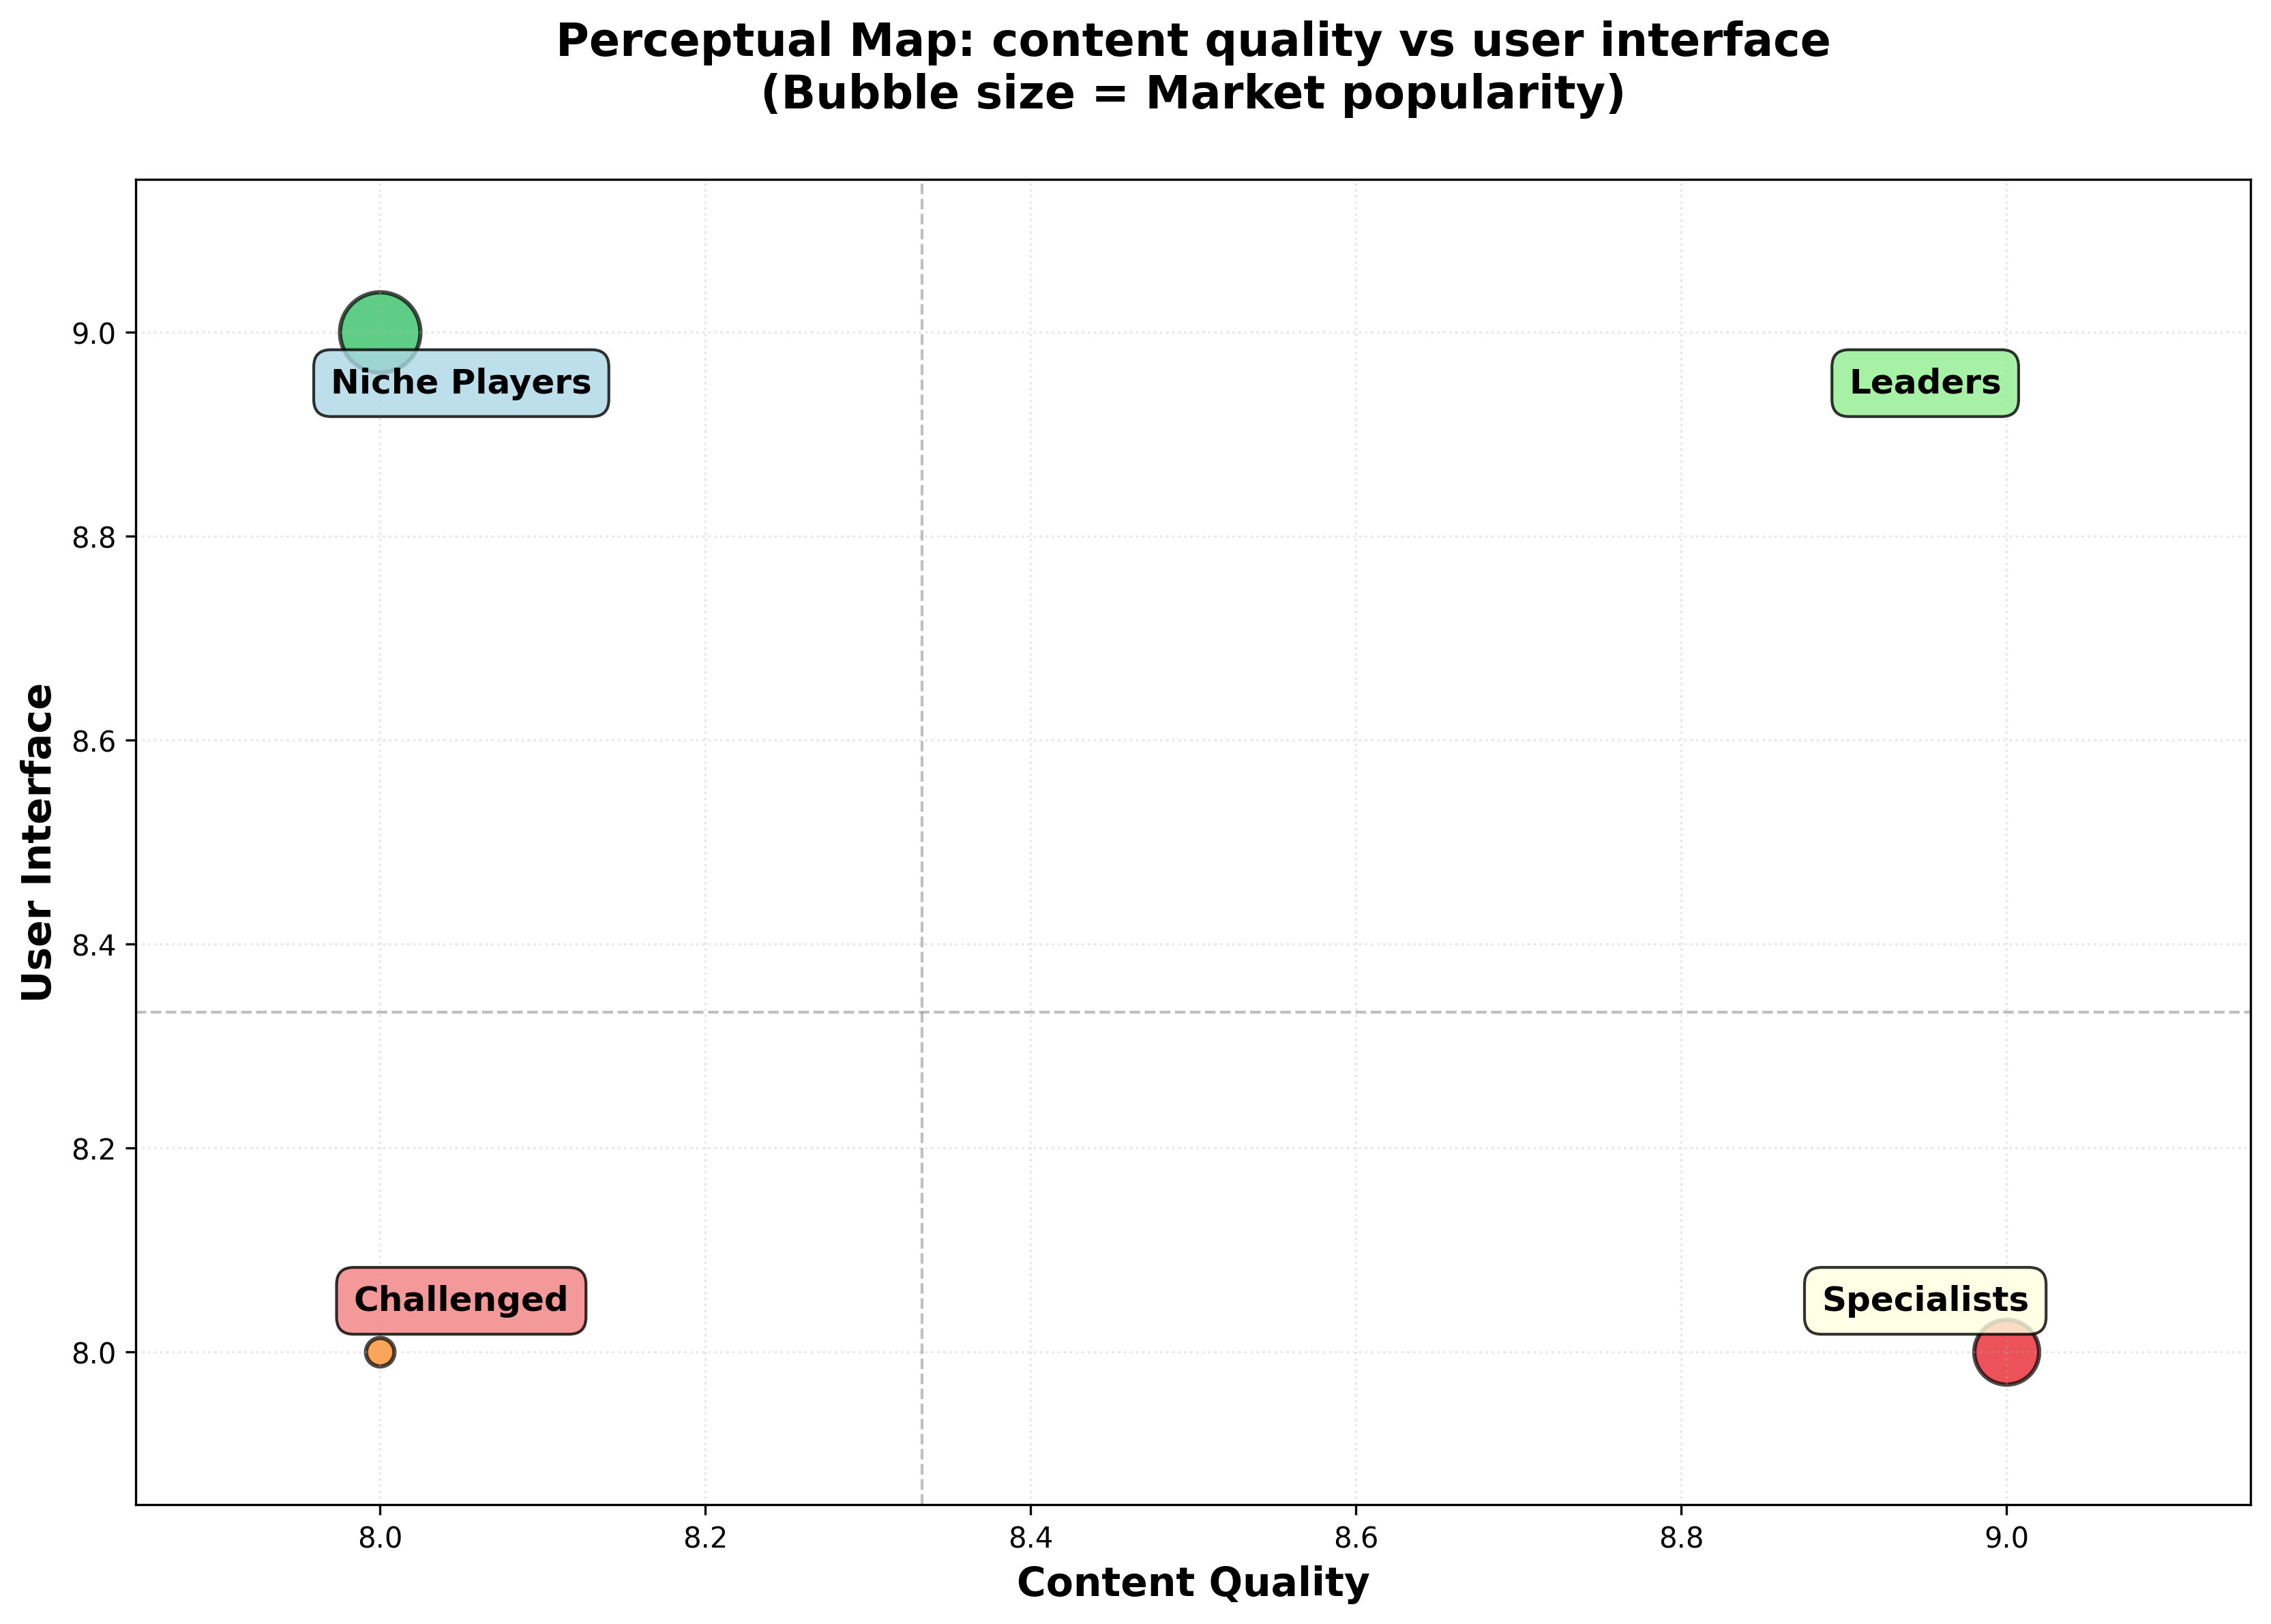 Perceptual Map: content quality vs user interface
(Bubble size = Market popularity)
9.0
Niche Players
Leaders
8.8
8.6
User Interface
8.4
8.2
Challenged
Specialists
8.0
8.0
8.2
8.4
8.6
8.8
9.0
Content Quality